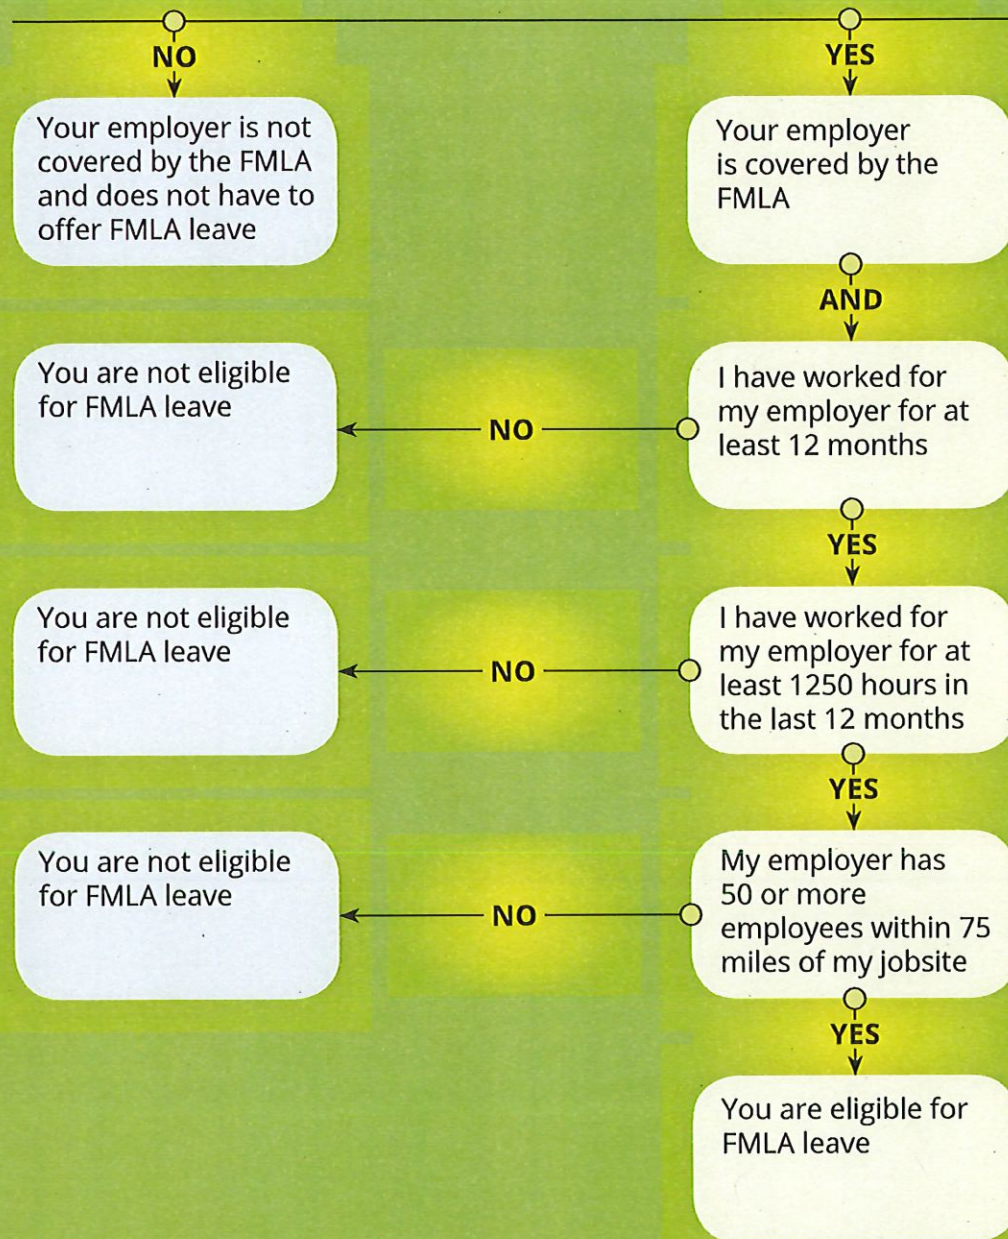 NO
YES
Your employer is not
covered by the FMLA
and does not have to
offer FMLA leave
Your employer
is covered by the
FMLA
AND
You are not eligible
for FMLA leave
NO
I have worked for
my employer for at
least 12 months
YES
You are not eligible
for FMLA leave
NO
I have worked for
my employer for at
least 1250 hours in
the last 12 months
YES
You are not eligible
for FMLA leave
NO
My employer has
50 or more
employees within 75
miles of my jobsite
YES
You are eligible for
FMLA leave